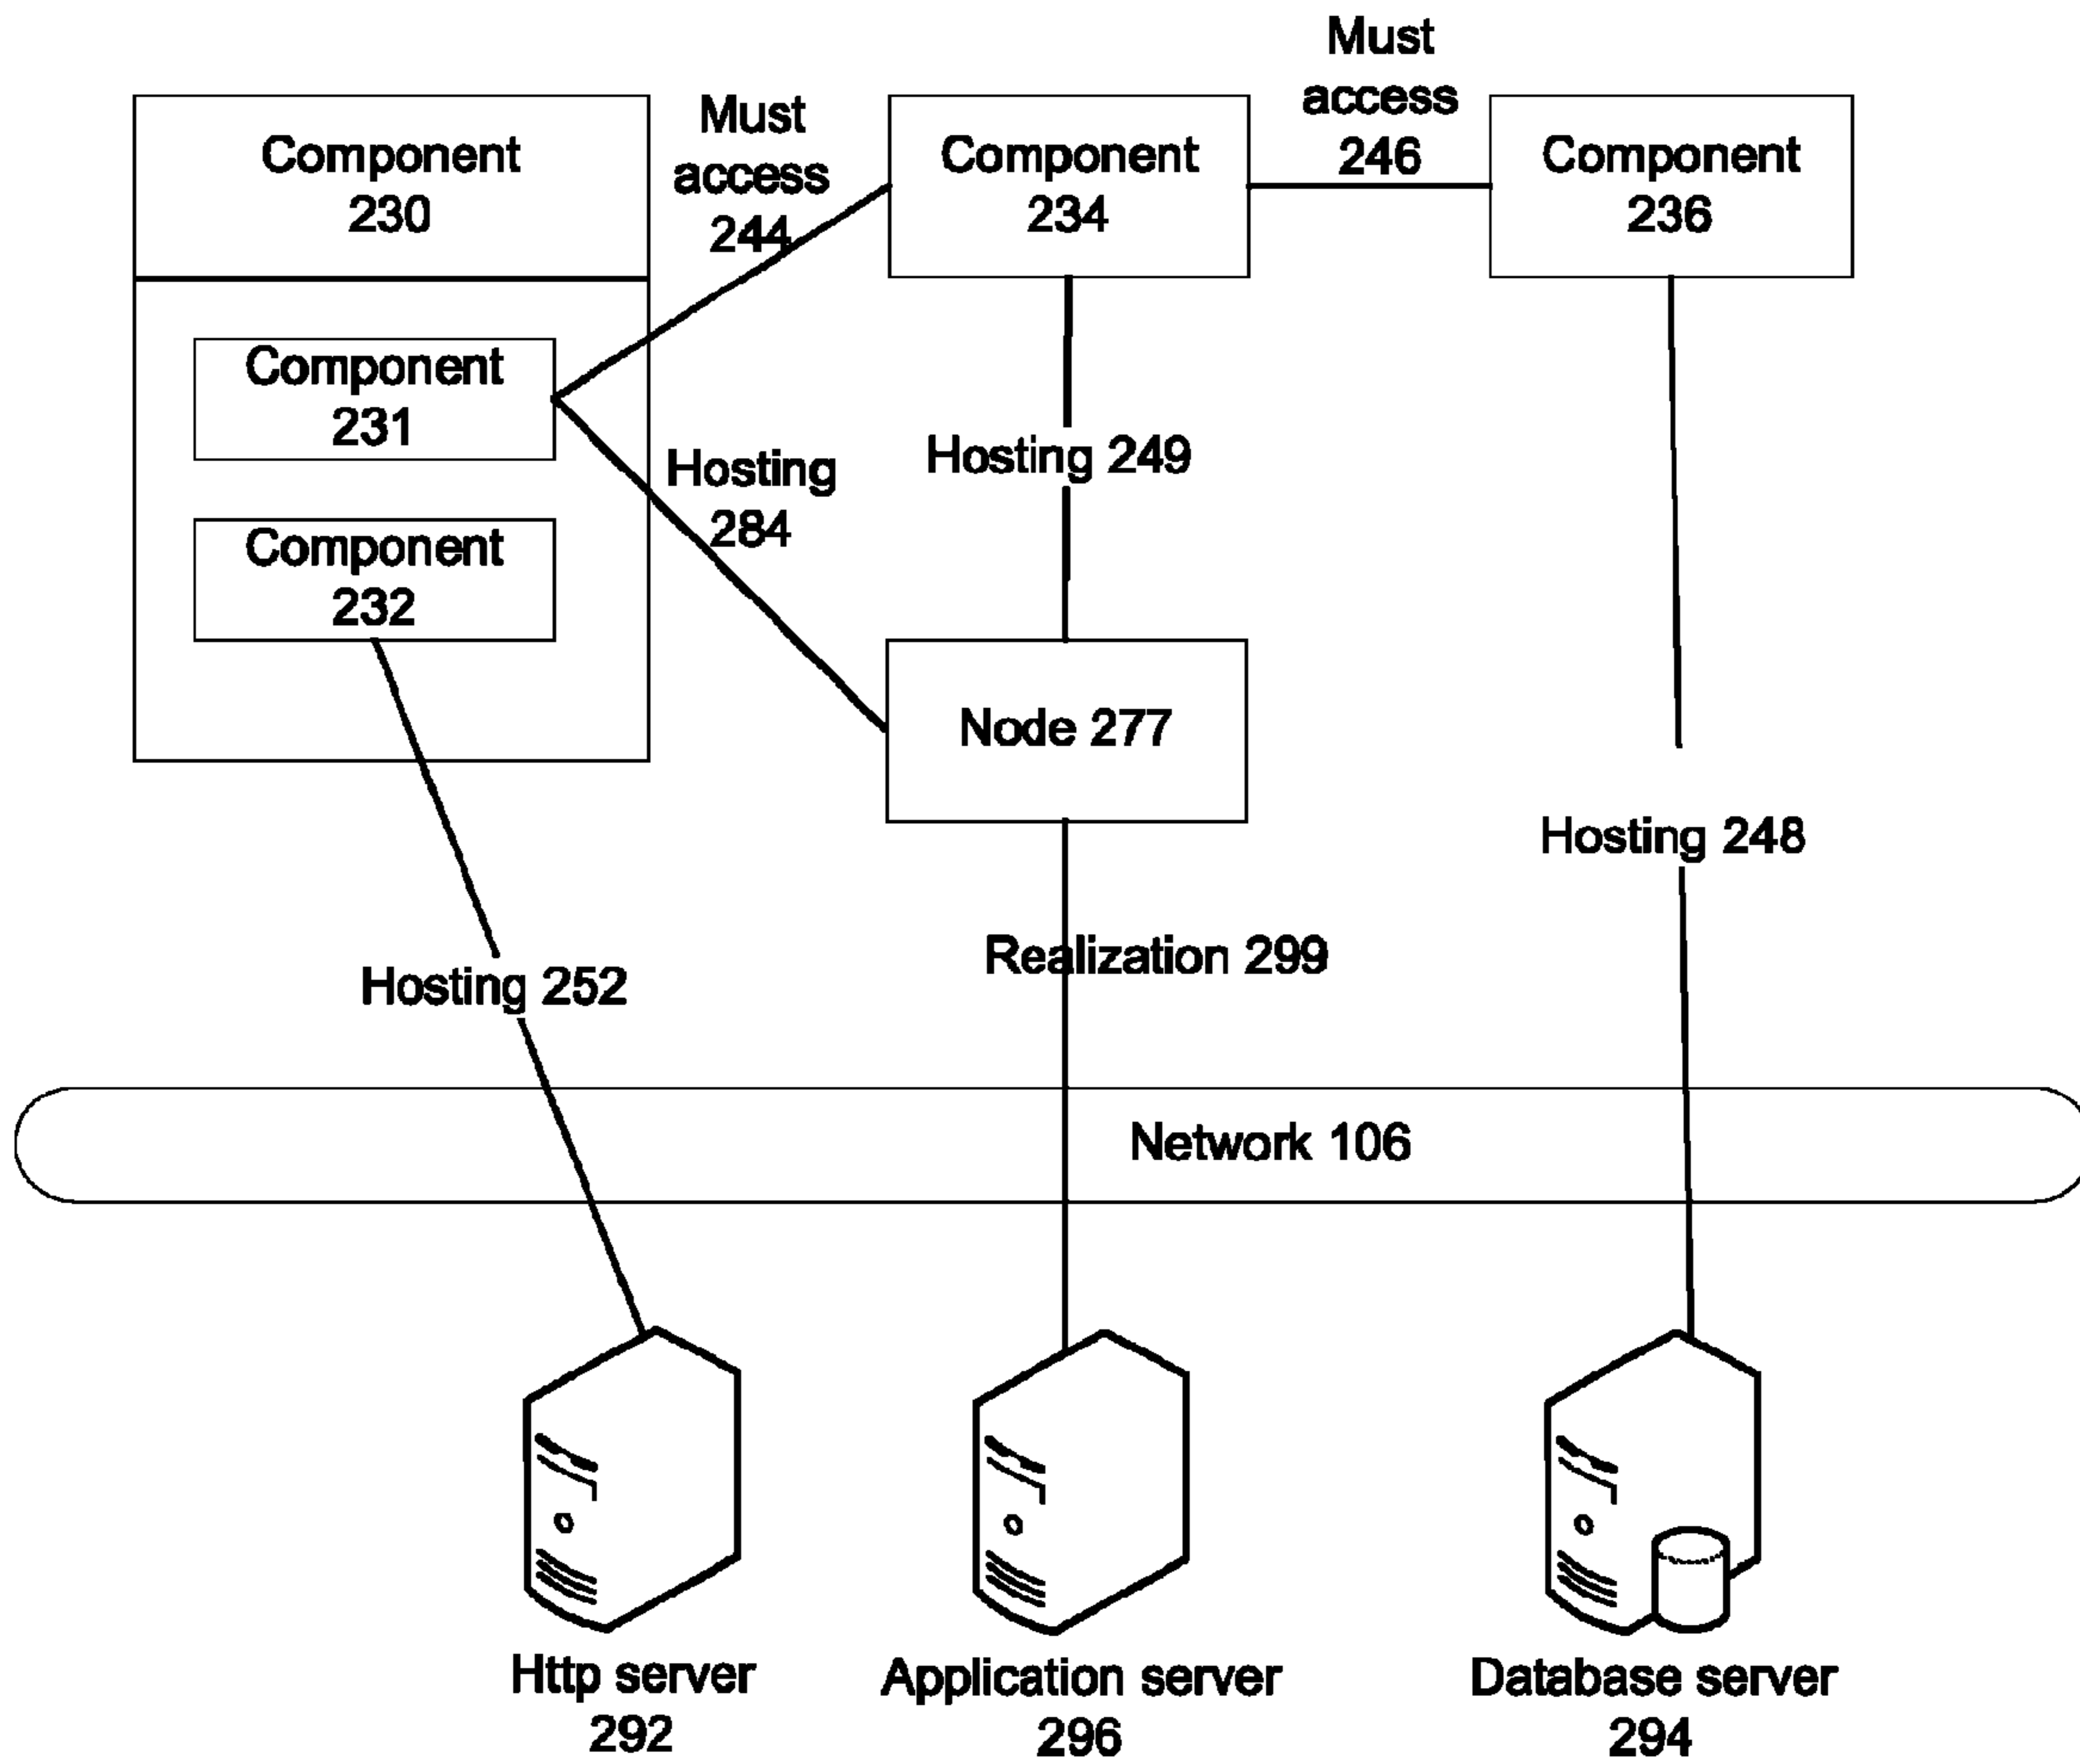 Must
access
246
Must
access
244
Component
230
Component
234
Component
236
Component
231
Component
232
Hosting
284
Hosting 249
Node 277
Hosting 248
Realization 299
Hosting 252
Network 106
Http server
292
Application server
296
Database server
294